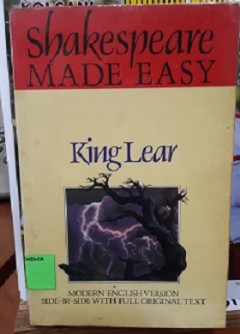 Shakespeare
MADE EASY
King Lear
MODERN ENGLISH VERSION
SIDE-BY-SIDE WITH FULL ORIGINAL TEXT